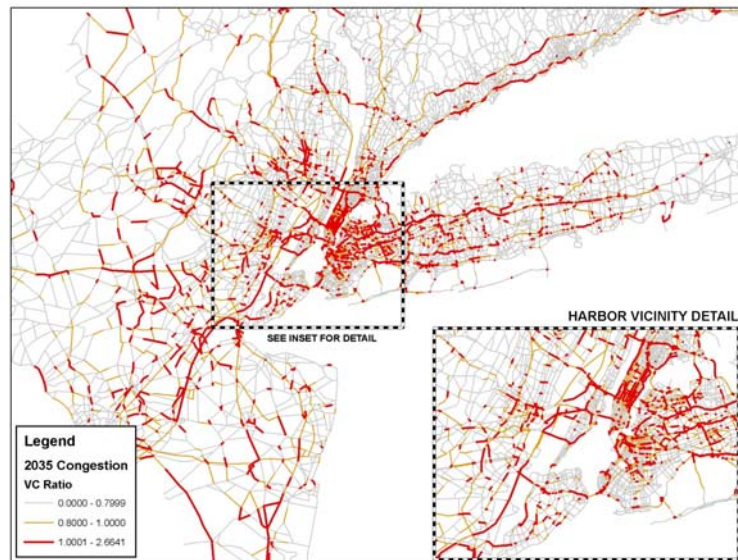 SEE INSET FOR DETAIL
HARBOR VICINITY DETAIL
Legend
2035 Congestion
VC Ratio
0.0000 - 0.7999
0.8000 - 1.0000
1.0001 - 2.6641